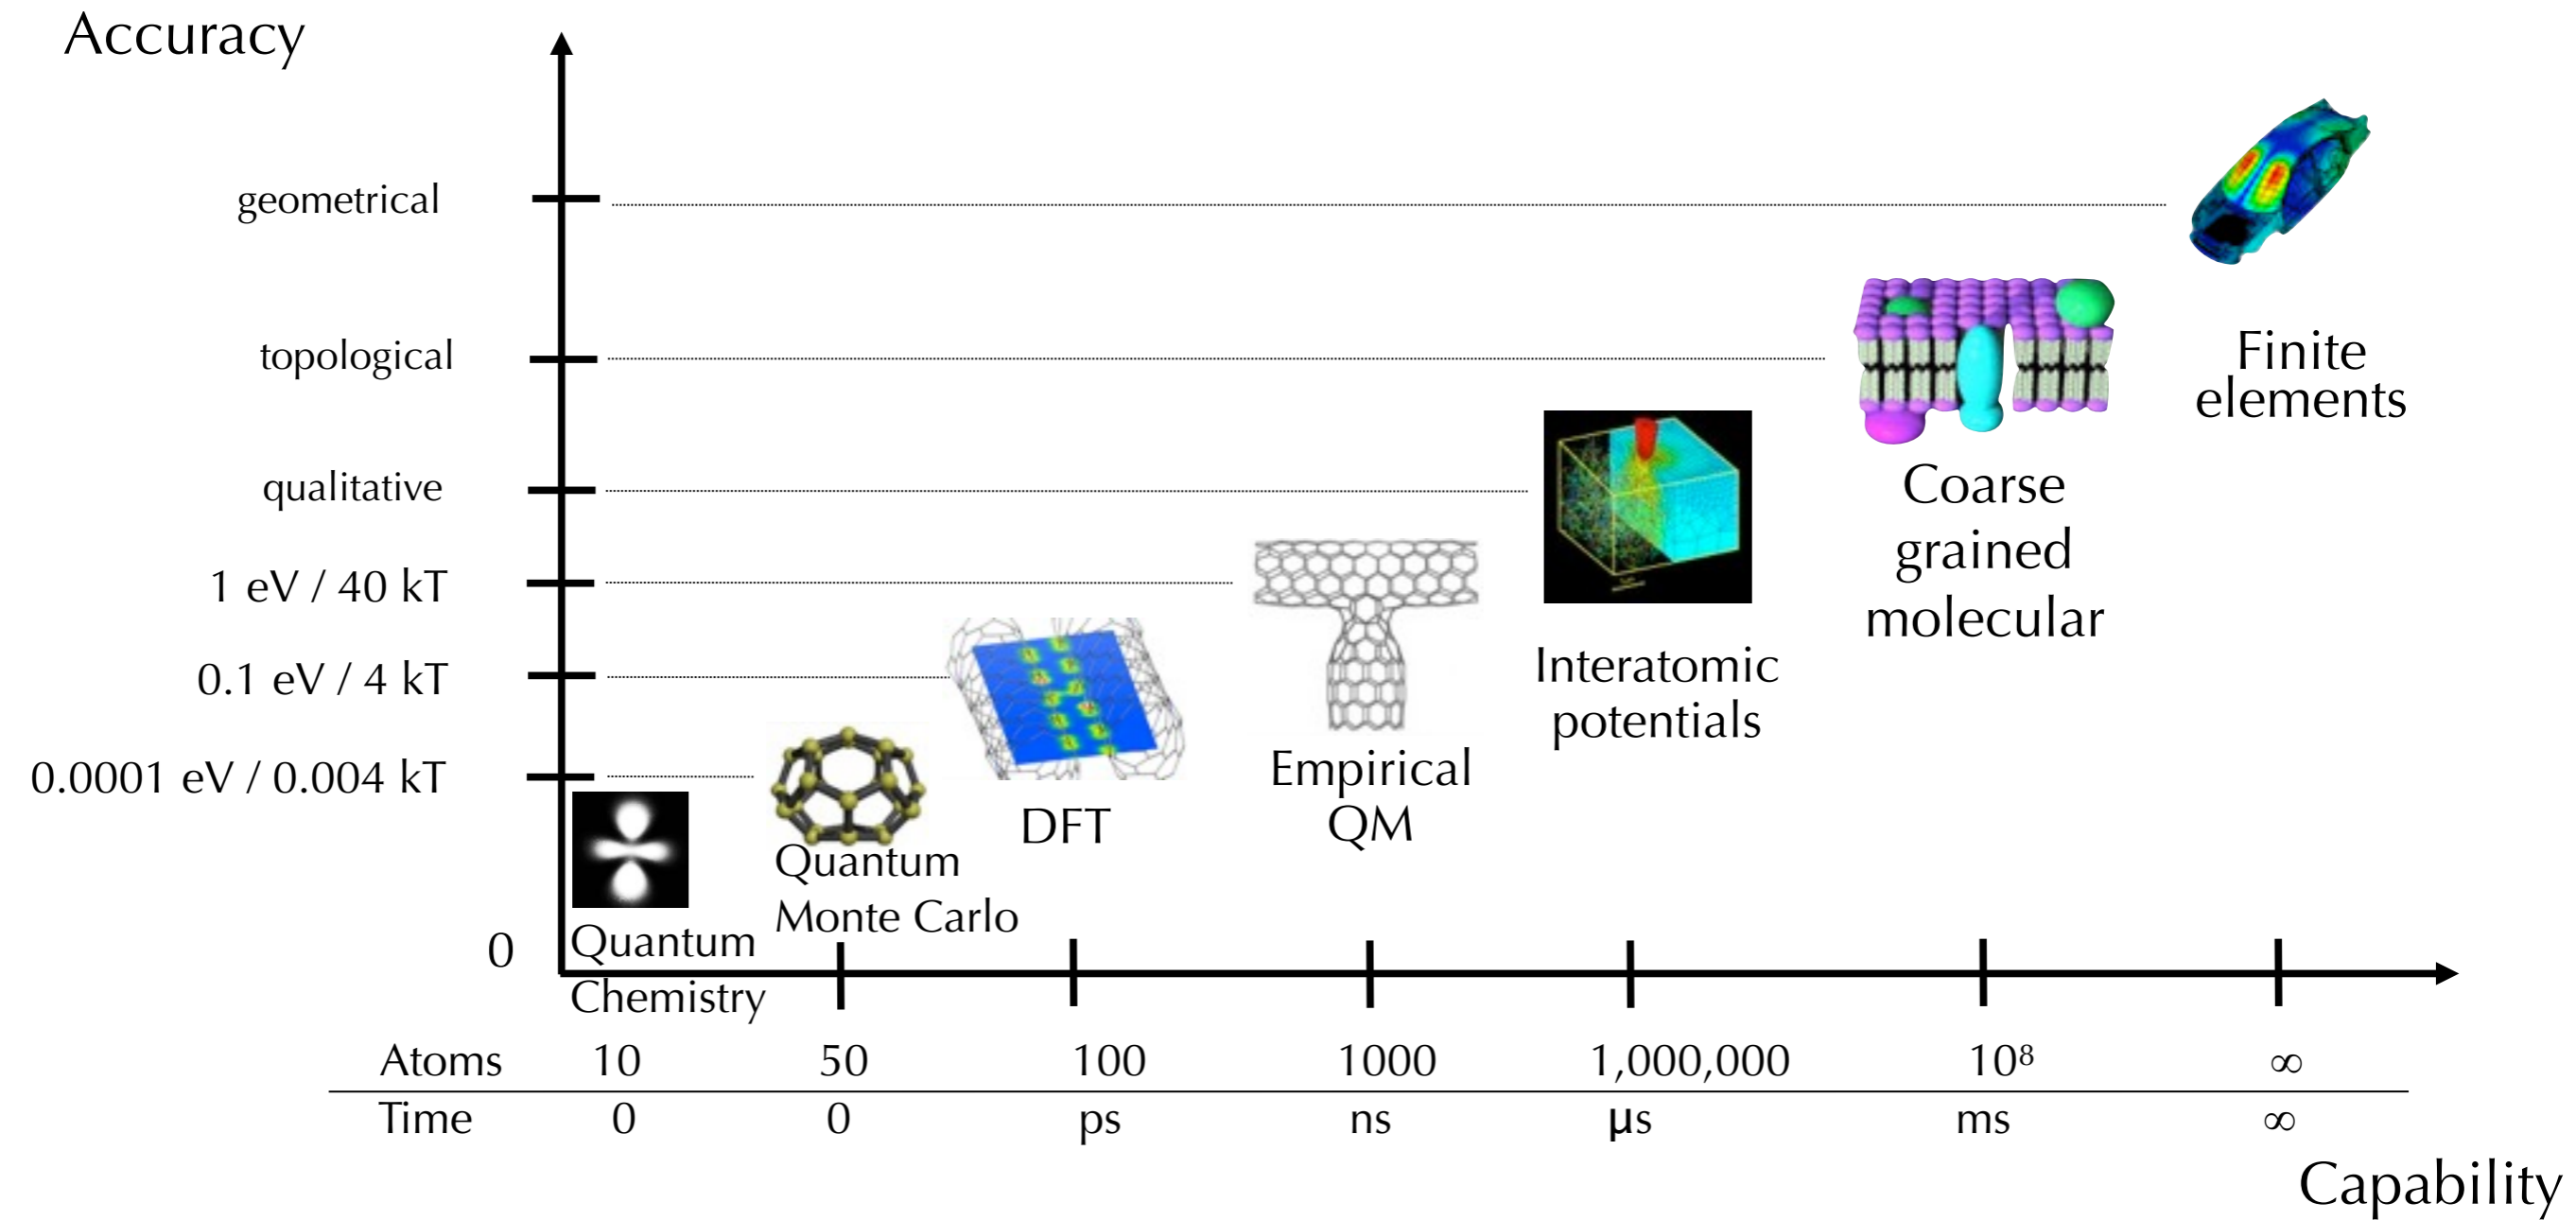 Accuracy
geometrical
topological
qualitative
1 eV / 40 kT
0.1 eV / 4 kT
0.0001 eV / 0.004 kT
0
Quantum
Chemistry
Quantum
Monte Carlo
DFT
Empirical
QM
Interatomic
potentials
Coarse
grained
molecular
Finite
elements
Atoms 10 50 100 1000 1,000,000 10⁸ ∞
Time 0 0 ps ns µs ms ∞
Capability